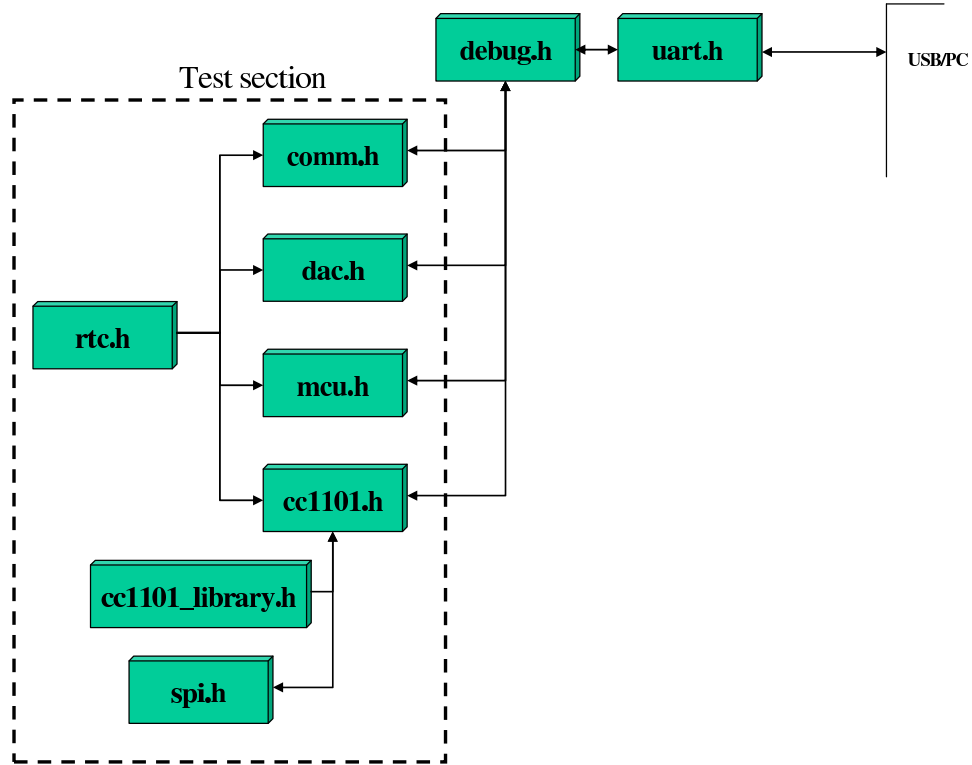 debug.h
uart.h
USB/PC
Test section
comm.h
dac.h
rtc.h
mcu.h
cc1101.h
cc1101_library.h
spi.h